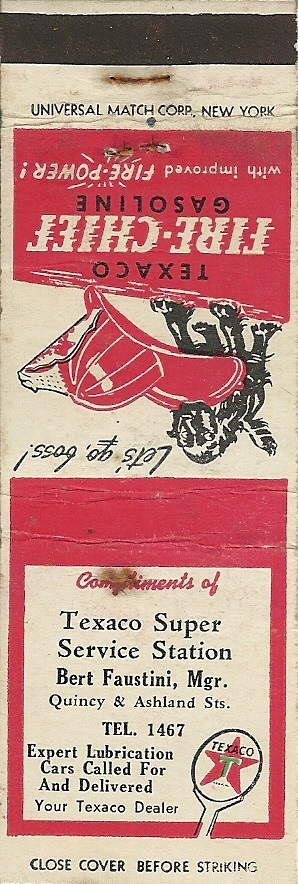 UNIVERSAL MATCH CORP., NEW YORK
Let's go, boss!
TEXACO
FIRE-CHIEF
GASOLINE
with improved FIRE-POWER!
Compliments of
Texaco Super
Service Station
Bert Faustini, Mgr.
Quincy & Ashland Sts.
TEL. 1467
Expert Lubrication
Cars Called For
And Delivered
Your Texaco Dealer
TEXACO
T
CLOSE COVER BEFORE STRIKING